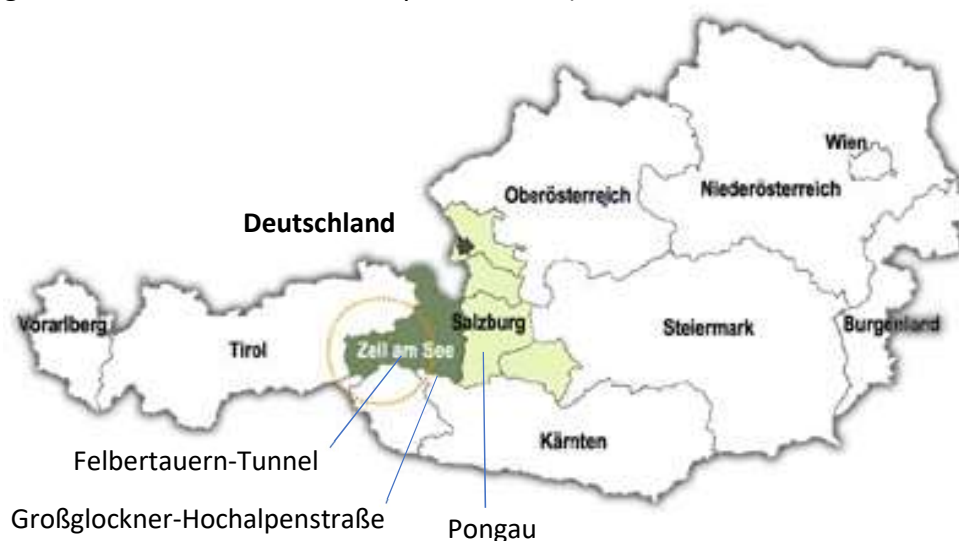 Wien
Oberösterreich
Niederösterreich
Deutschland
Vorarlberg
Tirol
Zell am See
Salzburg
Steiermark
Burgenland
Kärnten
Felbertauern-Tunnel
Großglockner-Hochalpenstraße
Pongau